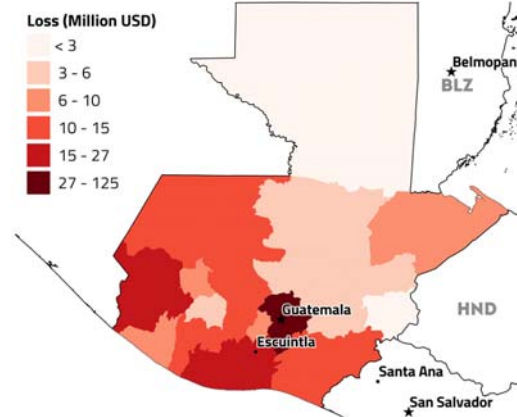 Loss (Million USD)
< 3
3 - 6
6 - 10
10 - 15
15 - 27
27 - 125
Belmopan
BLZ
Guatemala
HND
Escuintla
Santa Ana
San Salvador